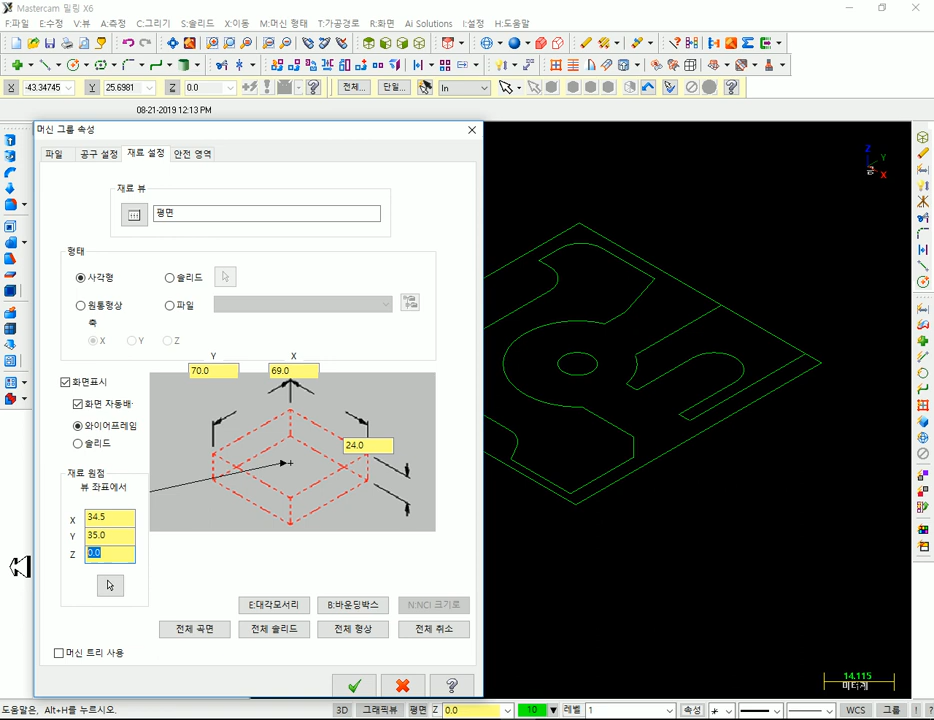 Mastercam 밀링 X6
F:파일 E:수정 V:뷰 A:측정 C:그리기 S:솔리드 X:이동 M:머신 형태 T:가공경로 R:화면 Ai Solutions I:설정 H:도움말
X -43.34745 Y 25.6981 Z 0.0 전체... 단일... In
08-21-2019 12:13 PM
머신 그룹 속성
파일 공구 설정 재료 설정 안전 영역
재료 뷰
평면
형태
사각형 솔리드
원통형상 파일
축
X Y Z
Y X
70.0 69.0
화면표시
화면 자동배·
와이어프레임
24.0
솔리드
재료 원점
뷰 좌표에서
X 34.5
Y 35.0
Z 0.0
E:대각모서리 B:바운딩박스 N:NCI 크기로
전체 곡면 전체 솔리드 전체 형상 전체 취소
머신 트리 사용
Z
Y
X
14.115
미터계
도움말은, Alt+H를 누르시오. 3D 그래픽뷰 평면 Z 0.0 10 레벨 1 속성 WCS 그룹 ! ?